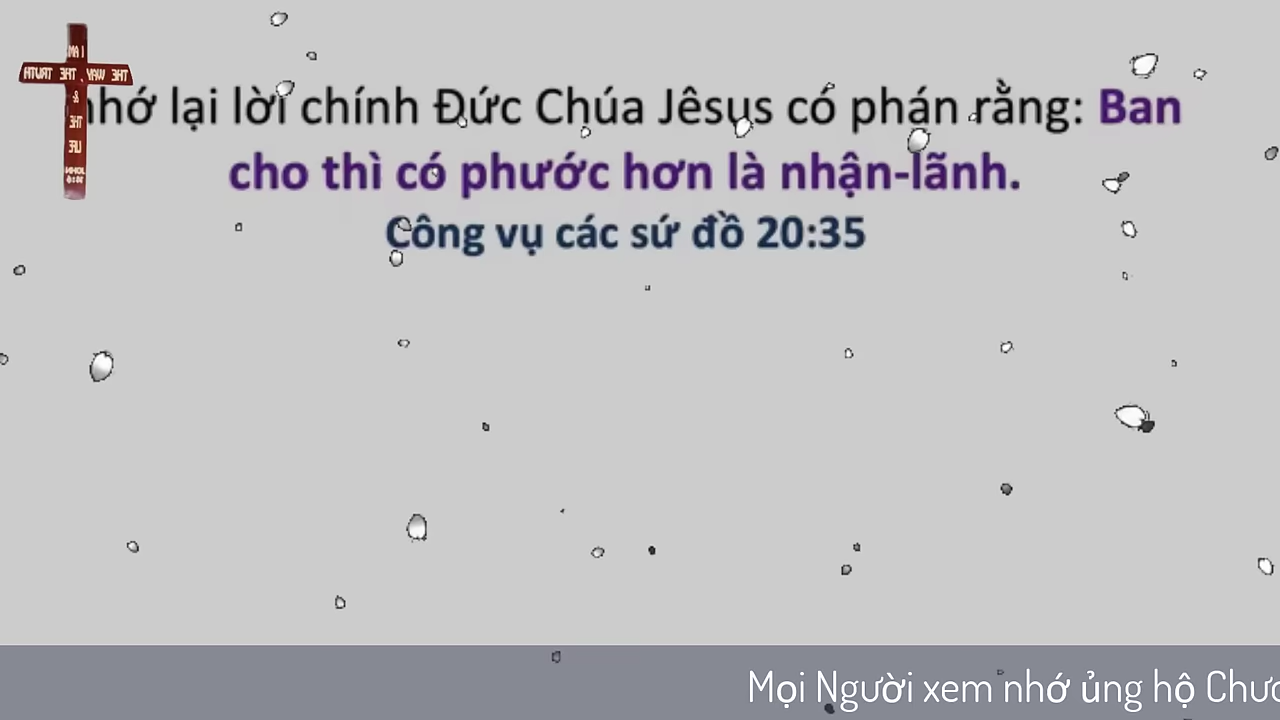 nhớ lại lời chính Đức Chúa Jêsus có phán rằng: Ban
cho thì có phước hơn là nhận-lãnh.
Công vụ các sứ đồ 20:35
Mọi Người xem nhớ ủng hộ